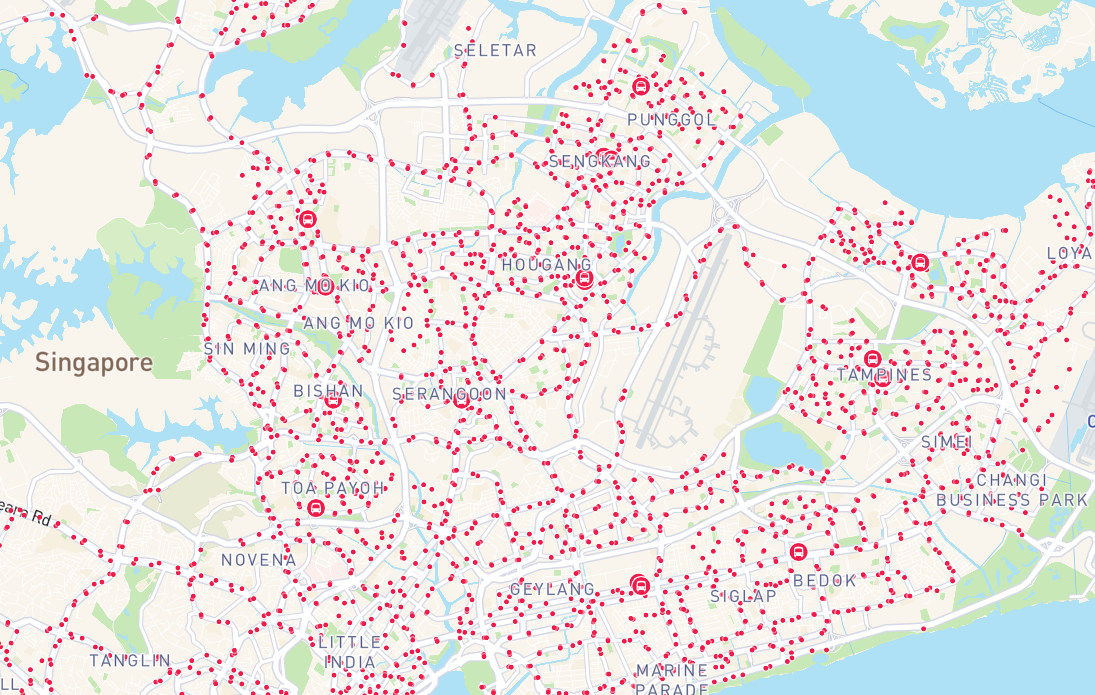 SELETAR
PUNGGOL
SENGKANG
HOUGANG
LOYA
ANG MO KIO
ANG MO KIO
SIN MING
Singapore
BISHAN
SERANGOON
TAMPINES
C
SIMEI
TOA PAYOH
CHANGI
BUSINESS PARK
Rd
NOVENA
GEYLANG
BEDOK
SIGLAP
LITTLE
INDIA
TANGLIN
MARINE
PARADE
LL